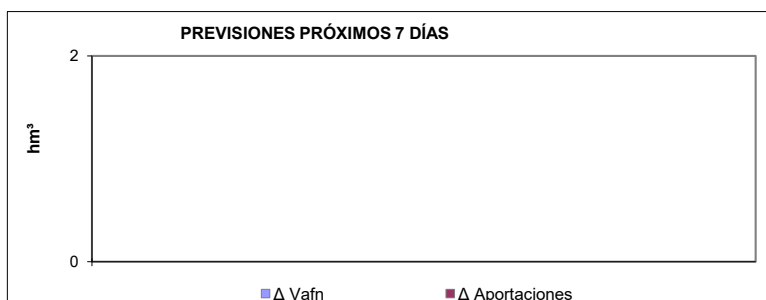 PREVISIONES PRÓXIMOS 7 DÍAS
2
hm³
0
Δ Vafn
Δ Aportaciones